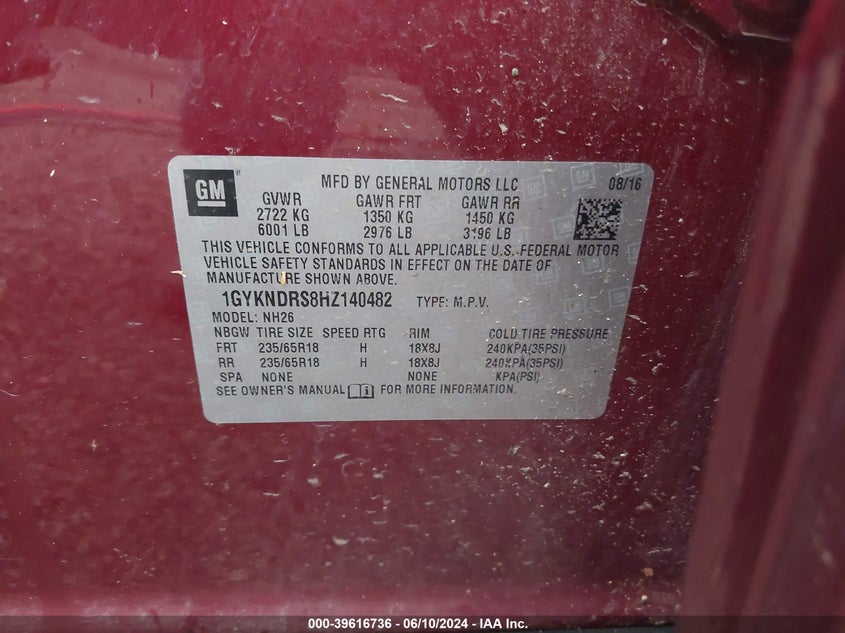 GM
MFD BY GENERAL MOTORS LLC 08/16
GVWR GAWR FRT GAWR RR
2722 KG 1350 KG 1450 KG
6001 LB 2976 LB 3196 LB
THIS VEHICLE CONFORMS TO ALL APPLICABLE U.S. FEDERAL MOTOR
VEHICLE SAFETY STANDARDS IN EFFECT ON THE DATE OF
MANUFACTURE SHOWN ABOVE.
1GYKNDRS8HZ140482 TYPE: M.P.V.
MODEL: NH26
NBGW TIRE SIZE SPEED RTG RIM COLD TIRE PRESSURE
FRT 235/65R18 H 18X8J 240KPA(35PSI)
RR 235/65R18 H 18X8J 240KPA(35PSI)
SPA NONE NONE KPA(PSI)
SEE OWNER'S MANUAL FOR MORE INFORMATION.
000-39616736 - 06/10/2024 - IAA Inc.